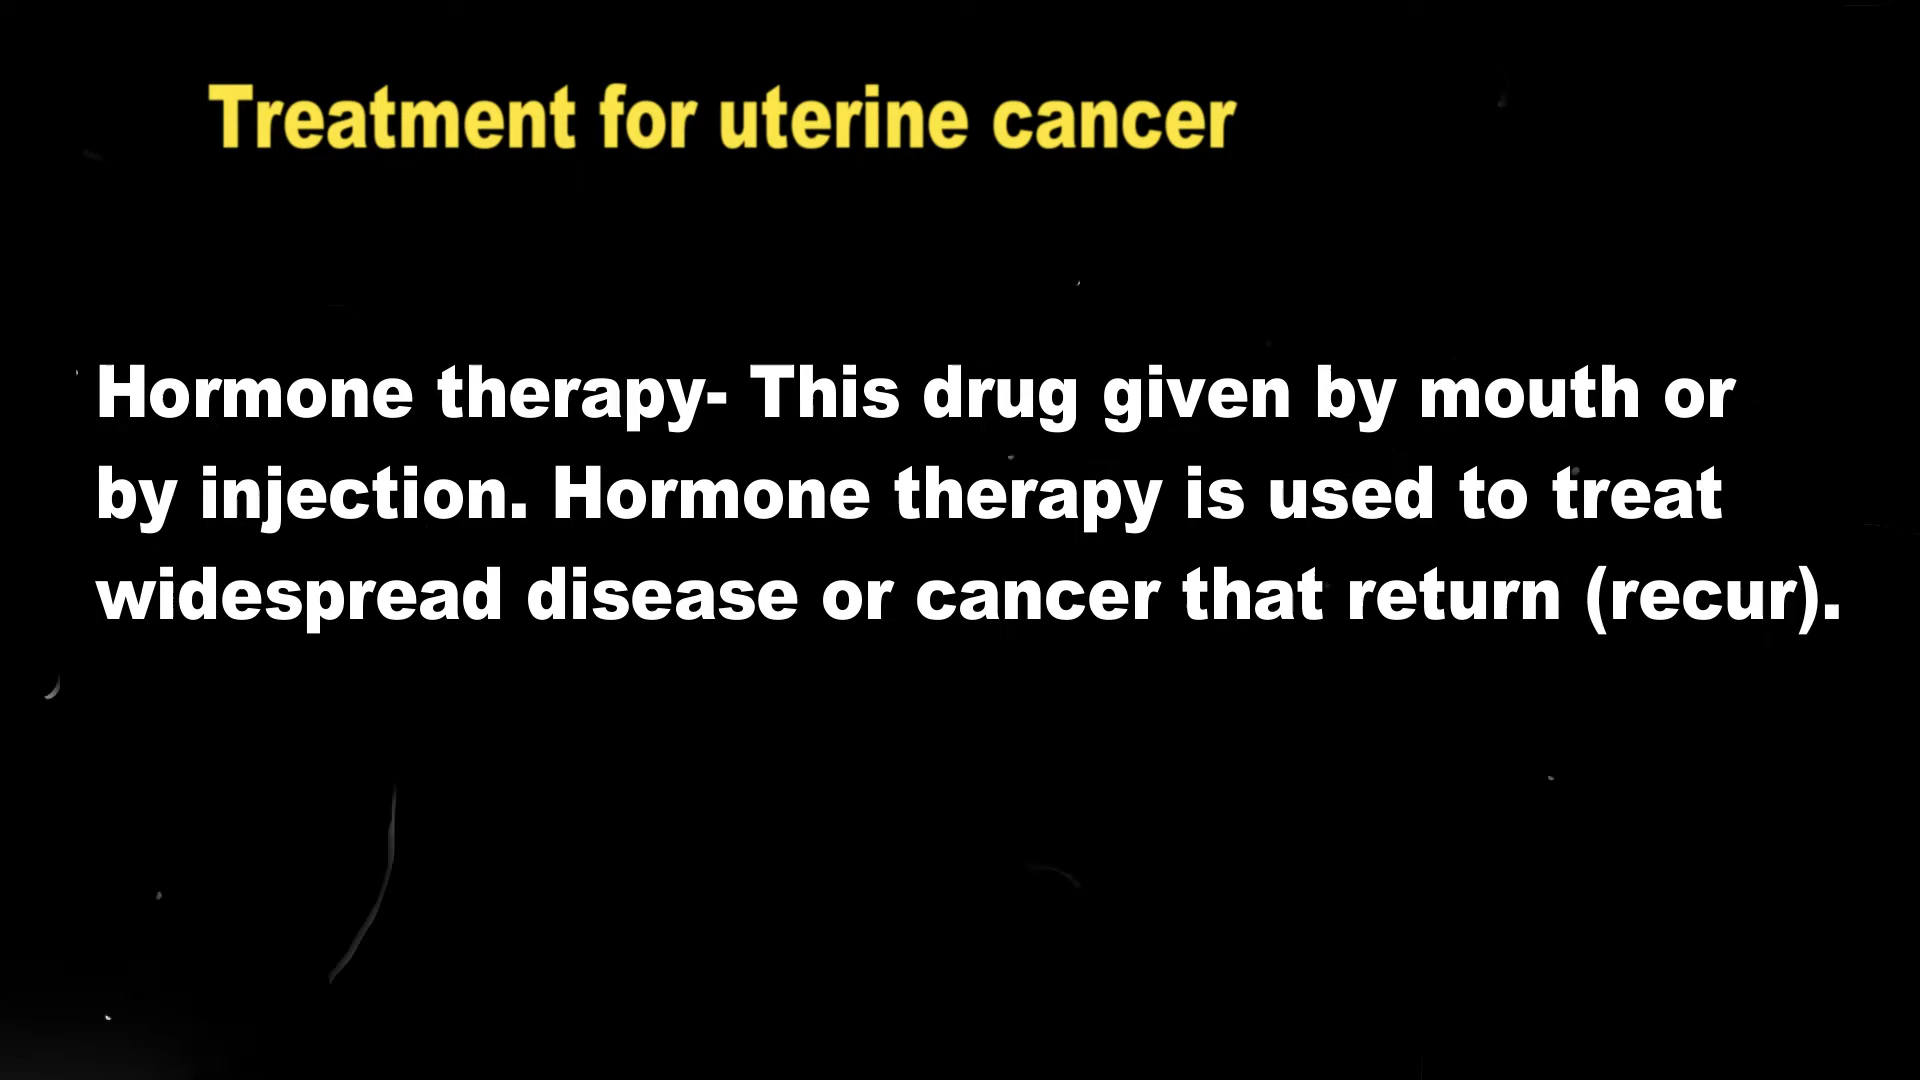 Treatment for uterine cancer
Hormone therapy- This drug given by mouth or
by injection. Hormone therapy is used to treat
widespread disease or cancer that return (recur).